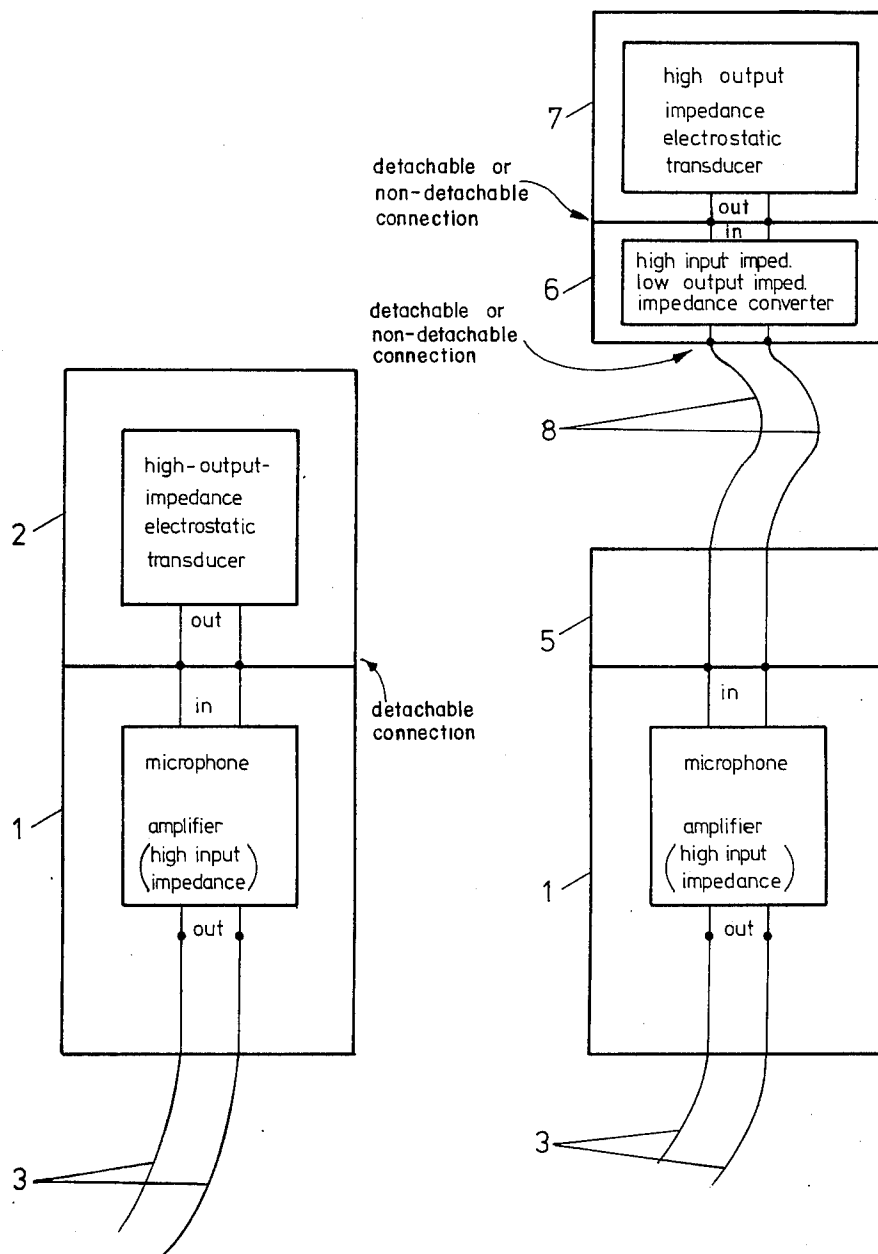 high-output-
impedance
electrostatic
transducer
2
out
in
detachable
connection
microphone
1
amplifier
(high input
impedance)
out
3
high output
impedance
electrostatic
transducer
7
detachable or
non-detachable
connection
out
in
high input imped.
low output imped.
impedance converter
6
detachable or
non-detachable
connection
8
5
in
microphone
amplifier
(high input
impedance)
1
out
3